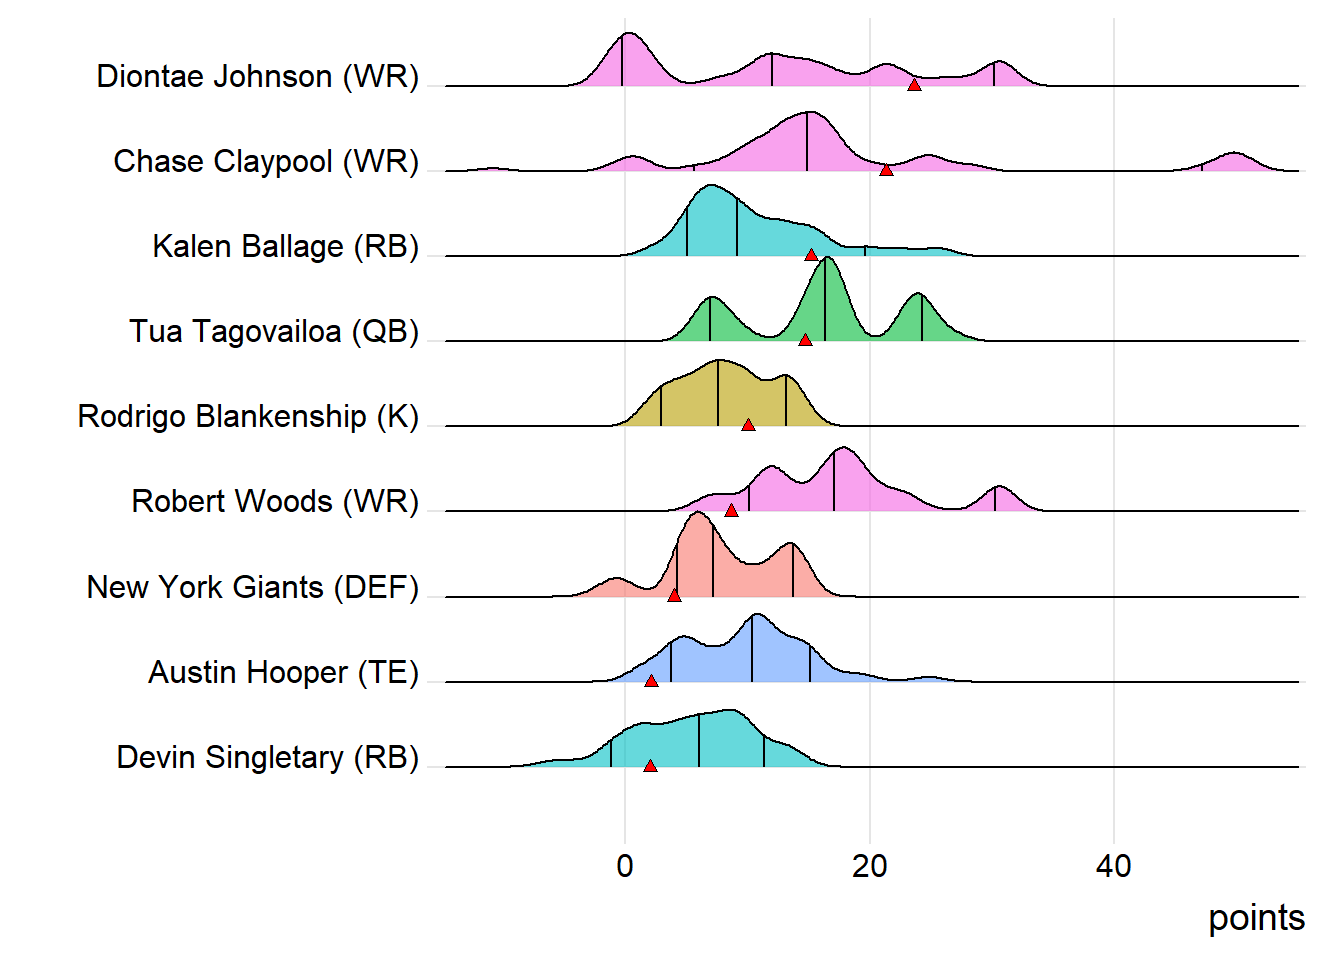 Diontae Johnson (WR)
Chase Claypool (WR)
Kalen Ballage (RB)
Tua Tagovailoa (QB)
Rodrigo Blankenship (K)
Robert Woods (WR)
New York Giants (DEF)
Austin Hooper (TE)
Devin Singletary (RB)
0 20 40
points